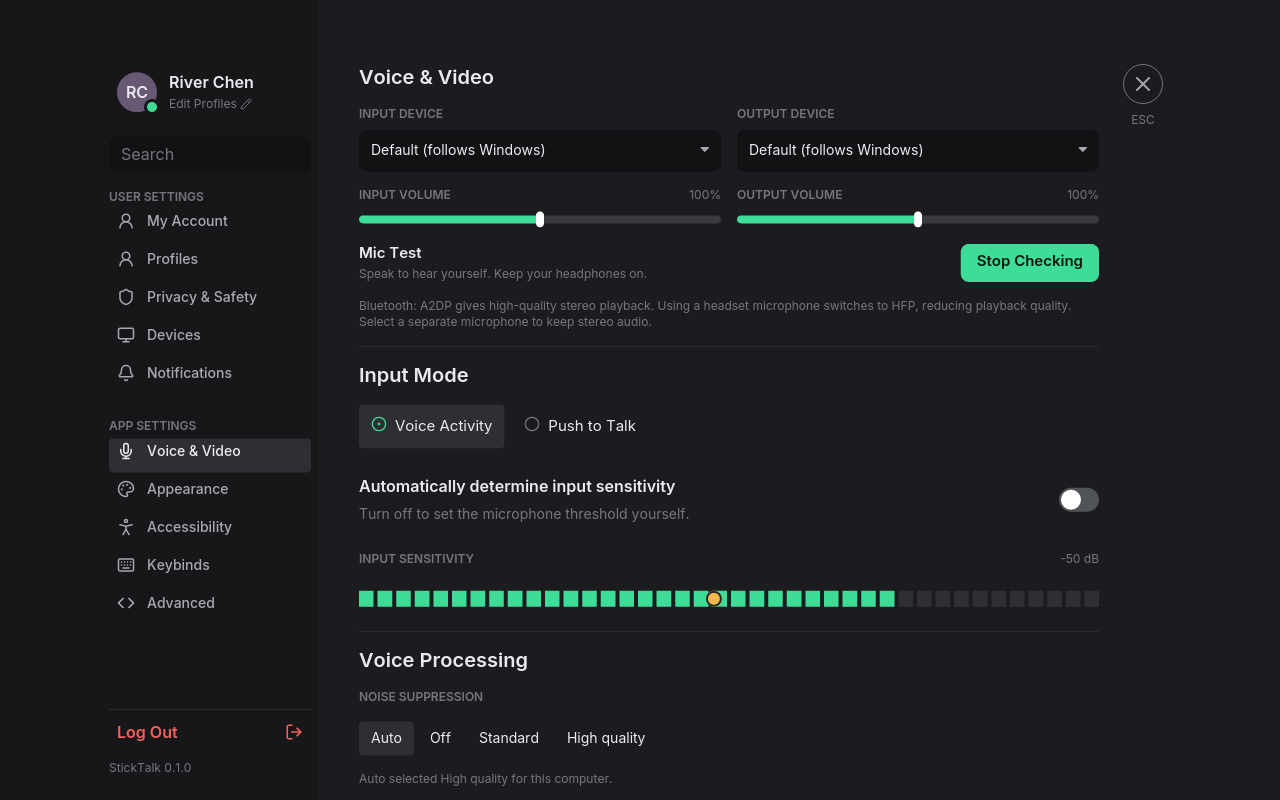 RC
River Chen
Edit Profiles
Search
USER SETTINGS
My Account
Profiles
Privacy & Safety
Devices
Notifications
APP SETTINGS
Voice & Video
Appearance
Accessibility
Keybinds
Advanced
Log Out
StickTalk 0.1.0
Voice & Video
INPUT DEVICE
OUTPUT DEVICE
Default (follows Windows)
Default (follows Windows)
INPUT VOLUME 100%
OUTPUT VOLUME 100%
Mic Test
Speak to hear yourself. Keep your headphones on.
Stop Checking
Bluetooth: A2DP gives high-quality stereo playback. Using a headset microphone switches to HFP, reducing playback quality.
Select a separate microphone to keep stereo audio.
Input Mode
Voice Activity
Push to Talk
Automatically determine input sensitivity
Turn off to set the microphone threshold yourself.
INPUT SENSITIVITY -50 dB
Voice Processing
NOISE SUPPRESSION
Auto Off Standard High quality
Auto selected High quality for this computer.
ESC